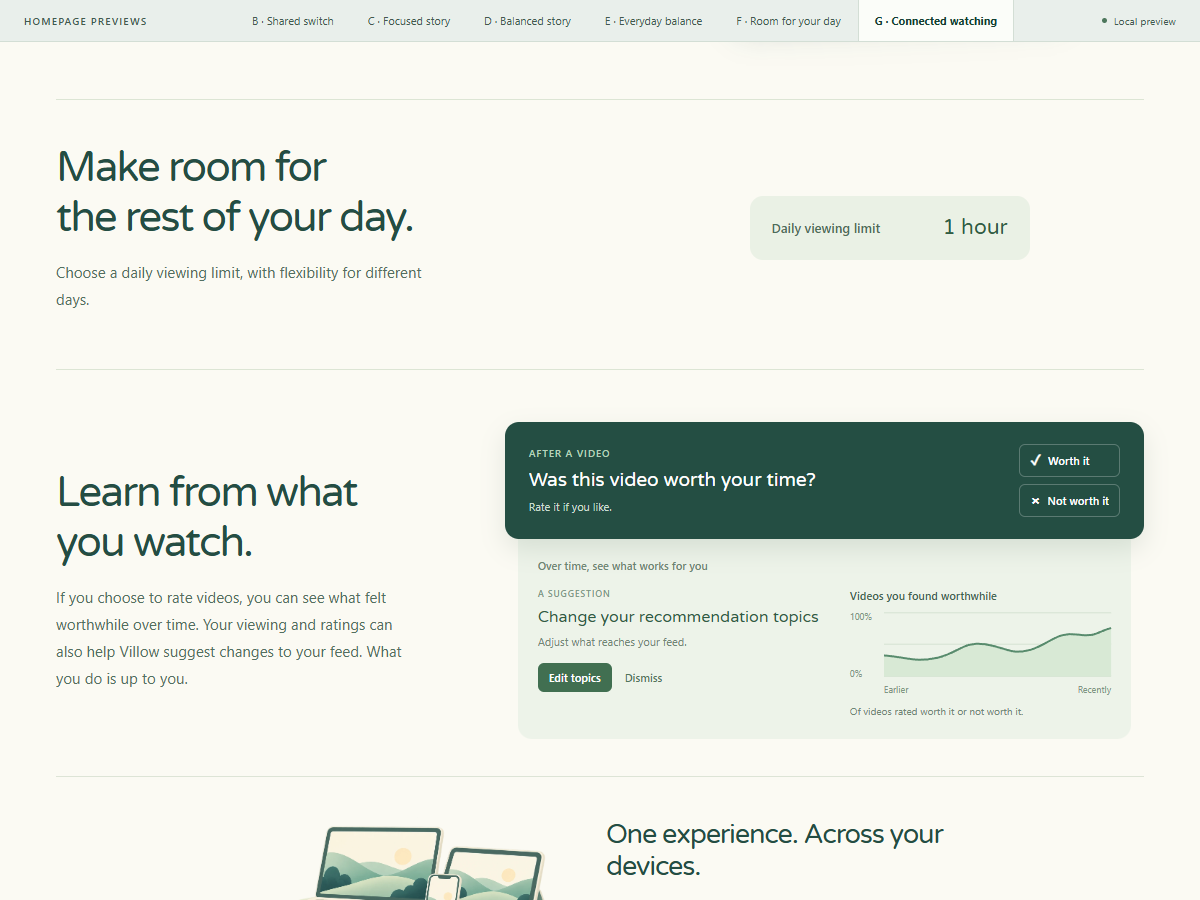 HOMEPAGE PREVIEWS
B · Shared switch
C · Focused story
D · Balanced story
E · Everyday balance
F · Room for your day
G · Connected watching
Local preview
Make room for
the rest of your day.
Choose a daily viewing limit, with flexibility for different
days.
Daily viewing limit
1 hour
Learn from what
you watch.
If you choose to rate videos, you can see what felt
worthwhile over time. Your viewing and ratings can
also help Villow suggest changes to your feed. What
you do is up to you.
AFTER A VIDEO
Was this video worth your time?
Rate it if you like.
Worth it
Not worth it
Over time, see what works for you
A SUGGESTION
Change your recommendation topics
Adjust what reaches your feed.
Edit topics
Dismiss
Videos you found worthwhile
100%
0%
Earlier
Recently
Of videos rated worth it or not worth it.
One experience. Across your
devices.